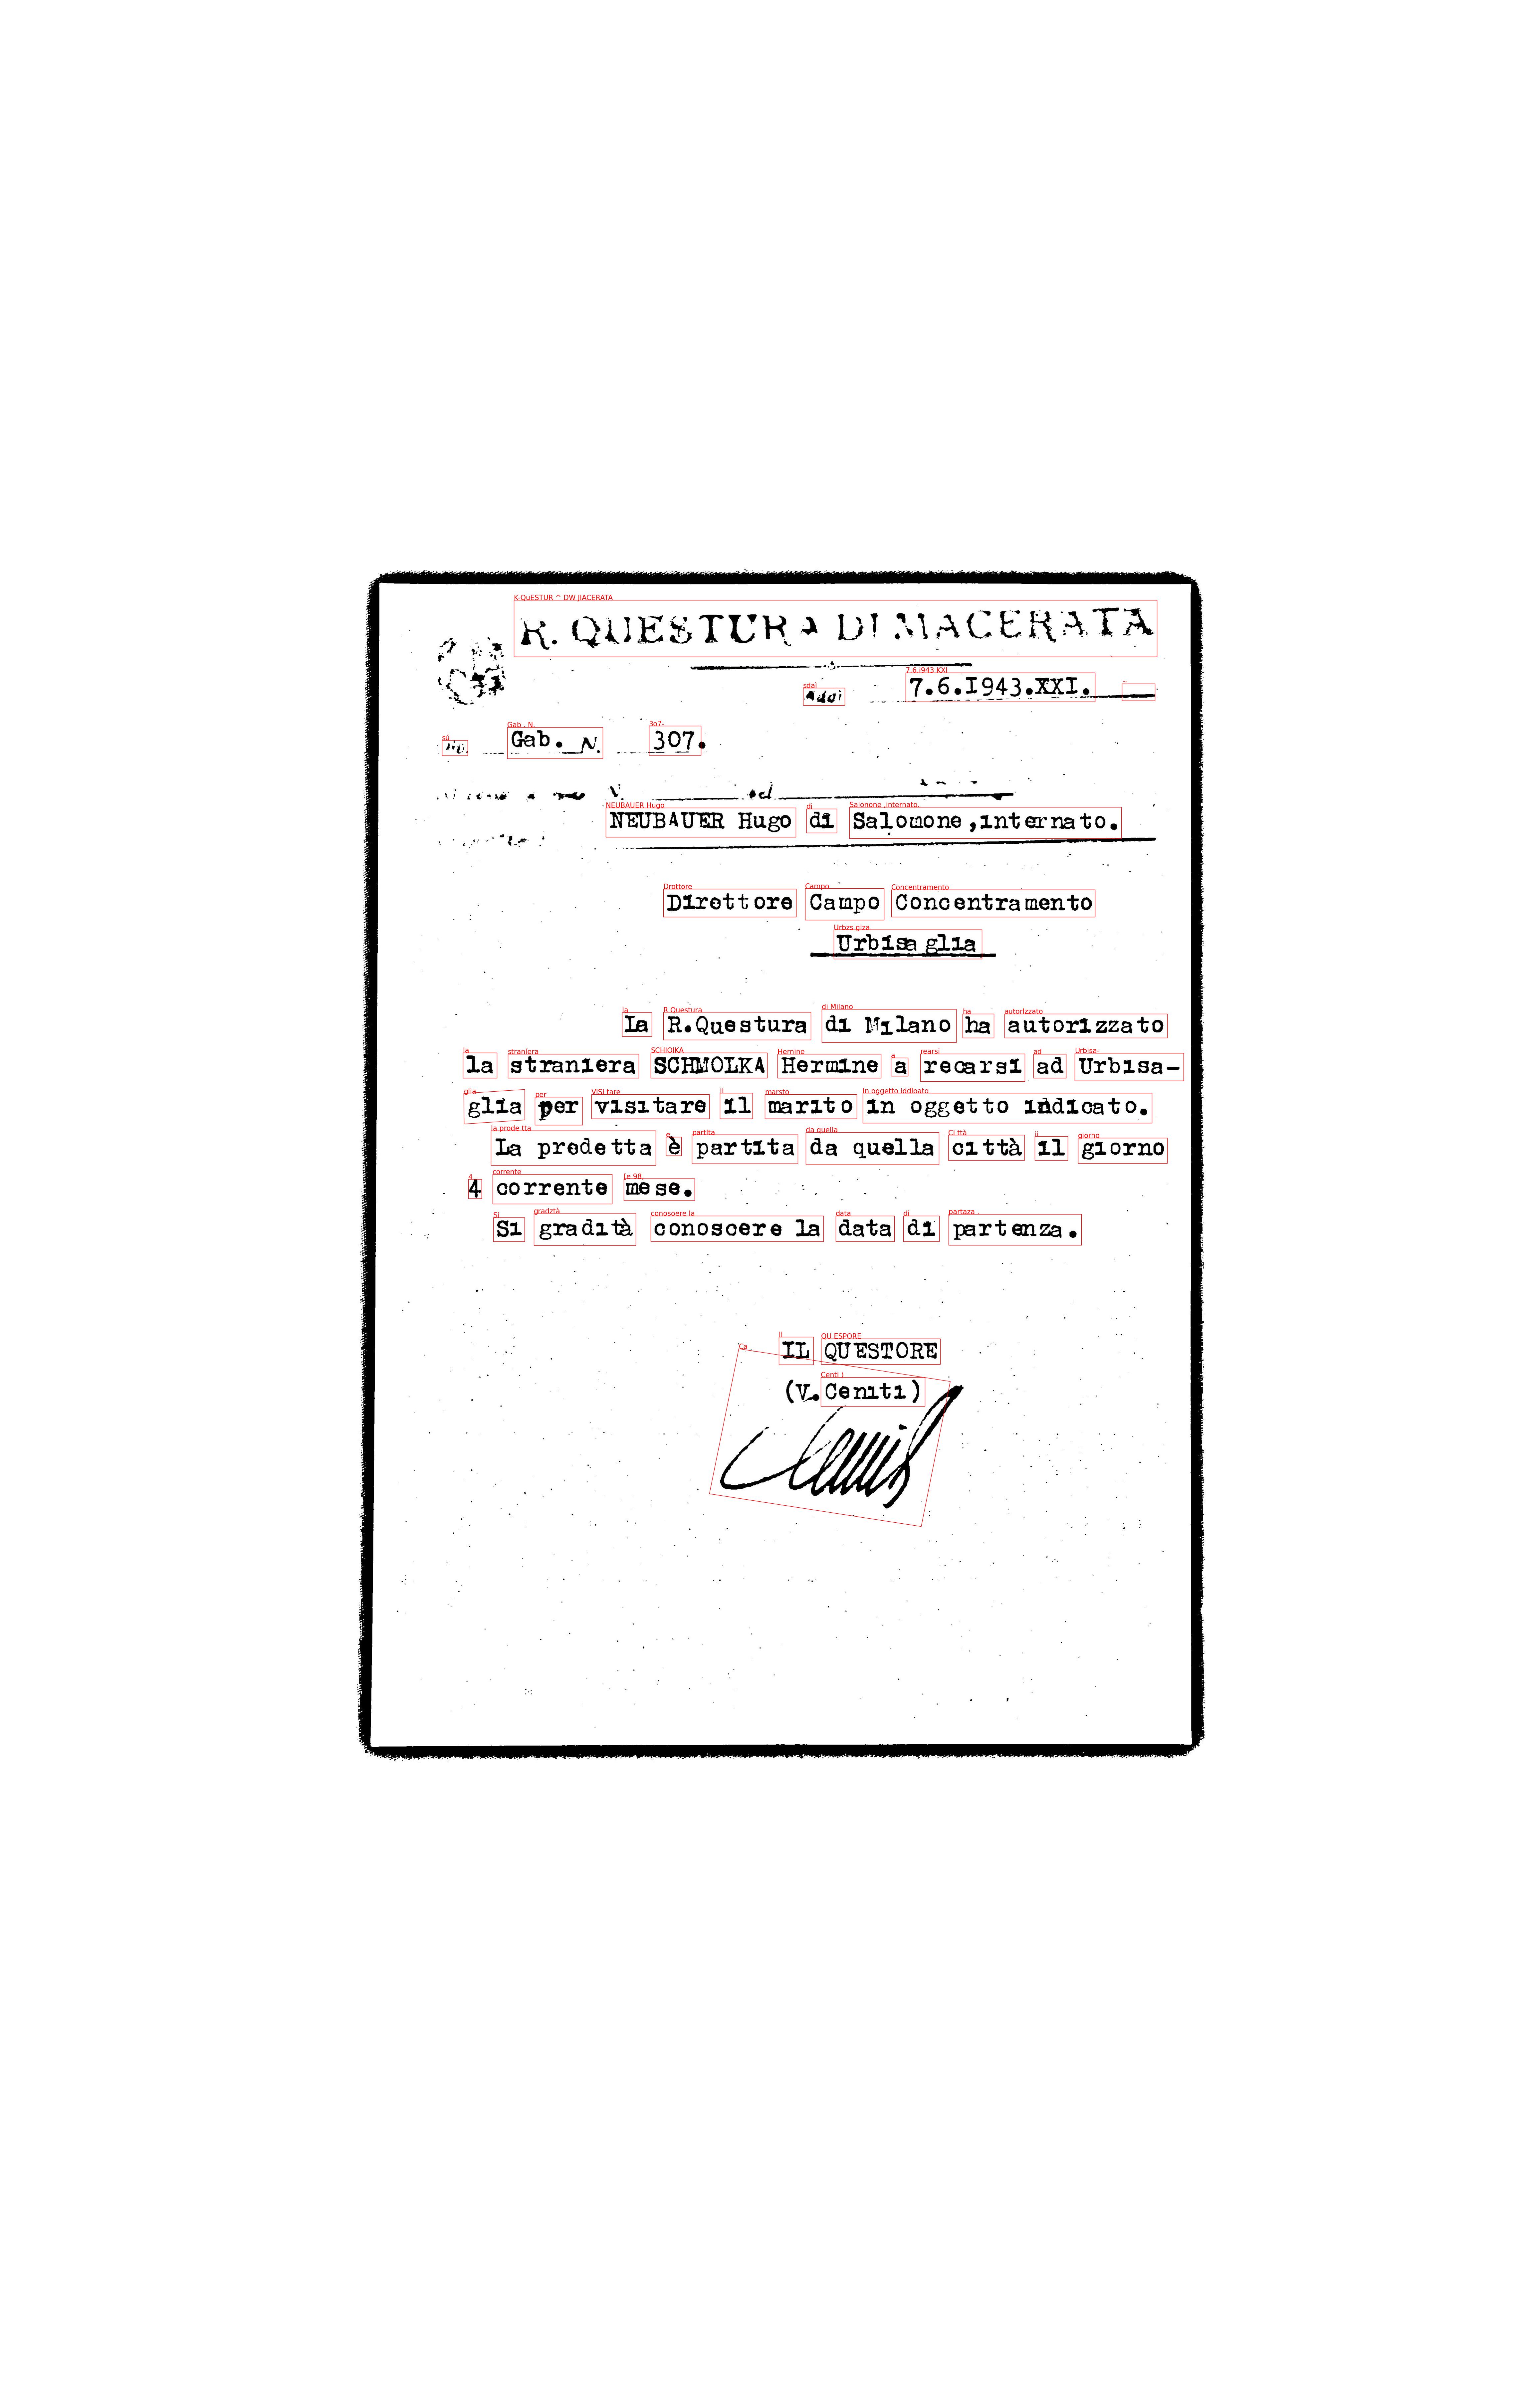 R. QUESTURA DI MACERATA
addì 7.6.I943.XXI.
Gab. N. 307.
N. del
NEUBAUER Hugo di Salomone,internato.
Direttore Campo Concentramento
Urbisaglia
La R.Questura di Milano ha autorizzato
la straniera SCHMOLKA Hermine a recarsi ad Urbisa-
glia per visitare il marito in oggetto indicato.
La predetta è partita da quella città il giorno
4 corrente mese.
Si gradità conoscere la data di partenza.
IL QUESTORE
(V.Ceniti)